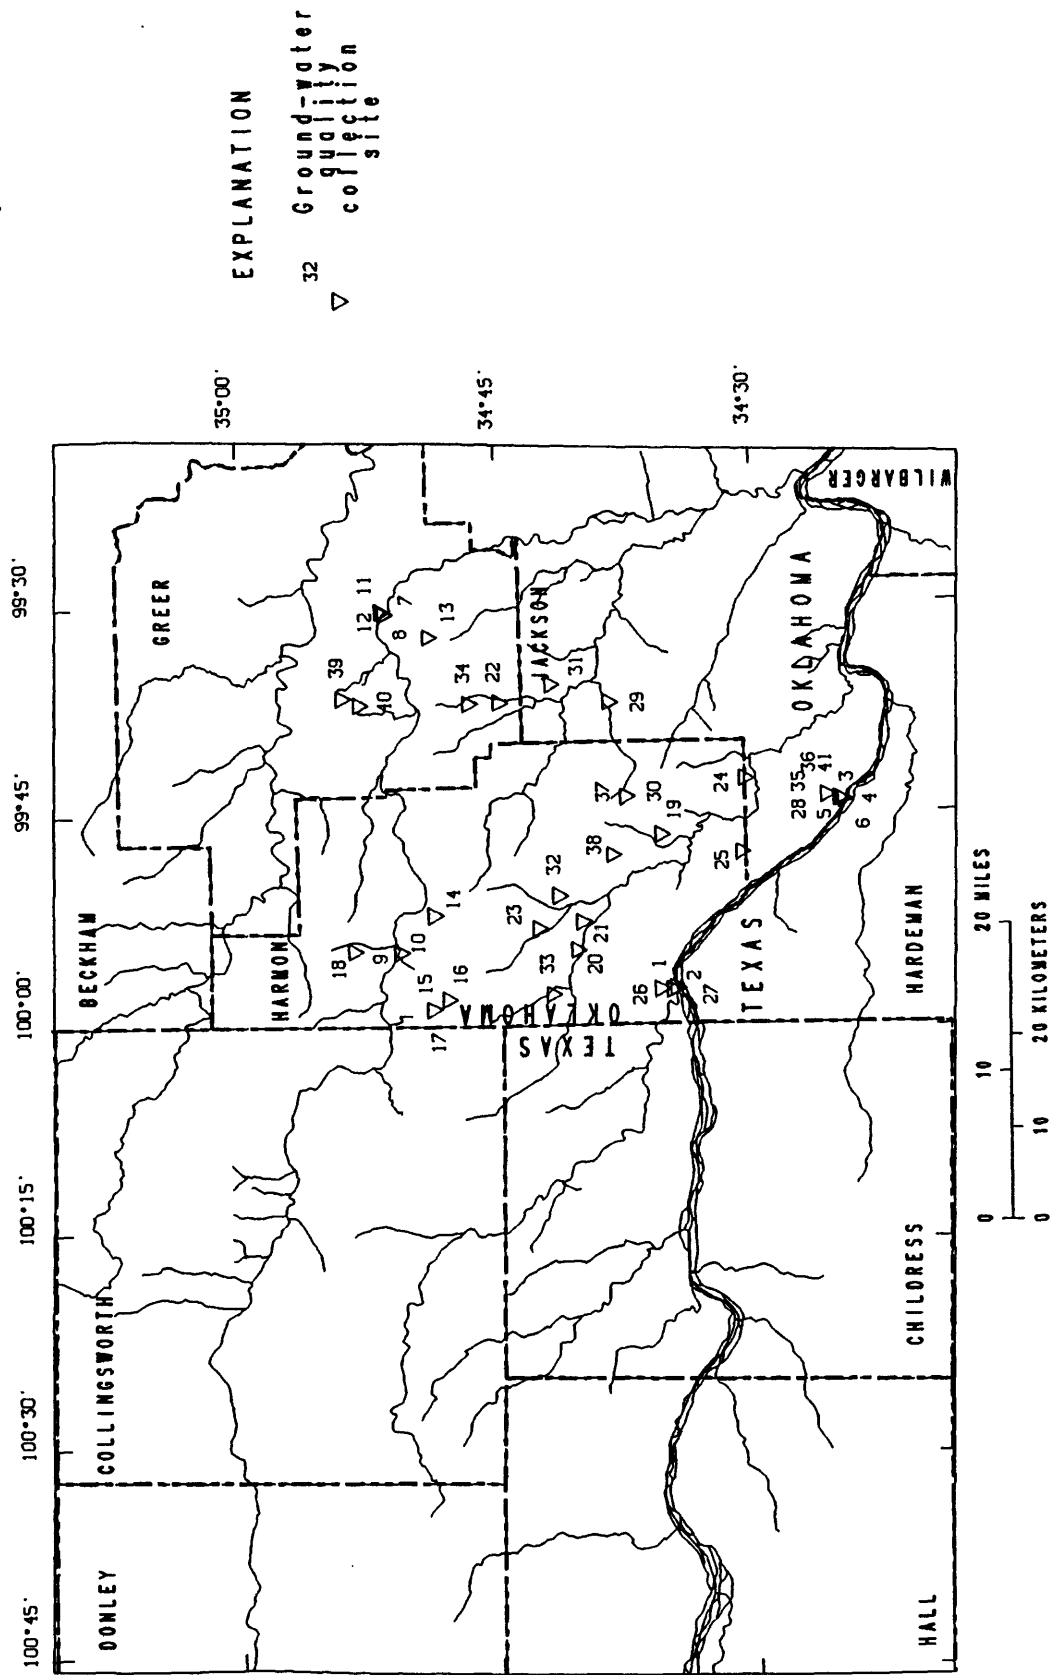 100°45'
100°30'
100°15'
100°00'
99°45'
99°30'
DONLEY
COLLINGSWORTH
BECKHAM
GREER
HARMON
35°00'
34°45'
34°30'
EXPLANATION
32 Ground-water
quality
collection
site
39
40
12
11
8
7
13
34
22
JACKSON
31
29
18
9
10
14
15
16
17
23
32
33
20
21
38
37
30
19
24
25
26
1
2
27
28
35
36
41
5
3
6
4
OKLAHOMA
TEXAS
TEXAS
OKLAHOMA
HALL
CHILDRESS
HARDEMAN
WILBARGER
0 10 20 MILES
0 10 20 KILOMETERS